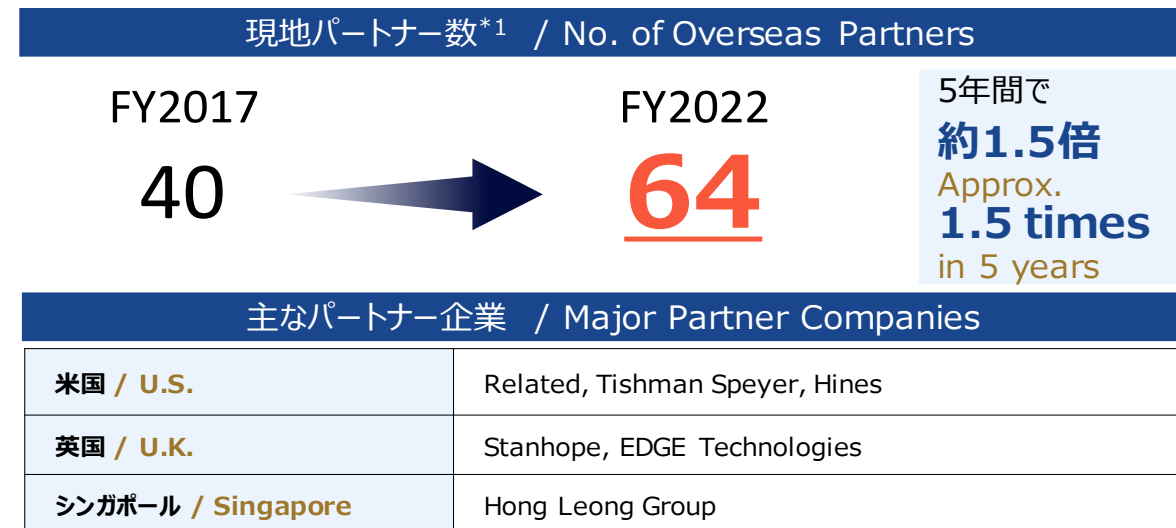 現地パートナー数*1 / No. of Overseas Partners
FY2017
40
FY2022
64
5年間で
約1.5倍
Approx.
1.5 times
in 5 years
主なパートナー企業 / Major Partner Companies
米国 / U.S. Related, Tishman Speyer, Hines
英国 / U.K. Stanhope, EDGE Technologies
シンガポール / Singapore Hong Leong Group